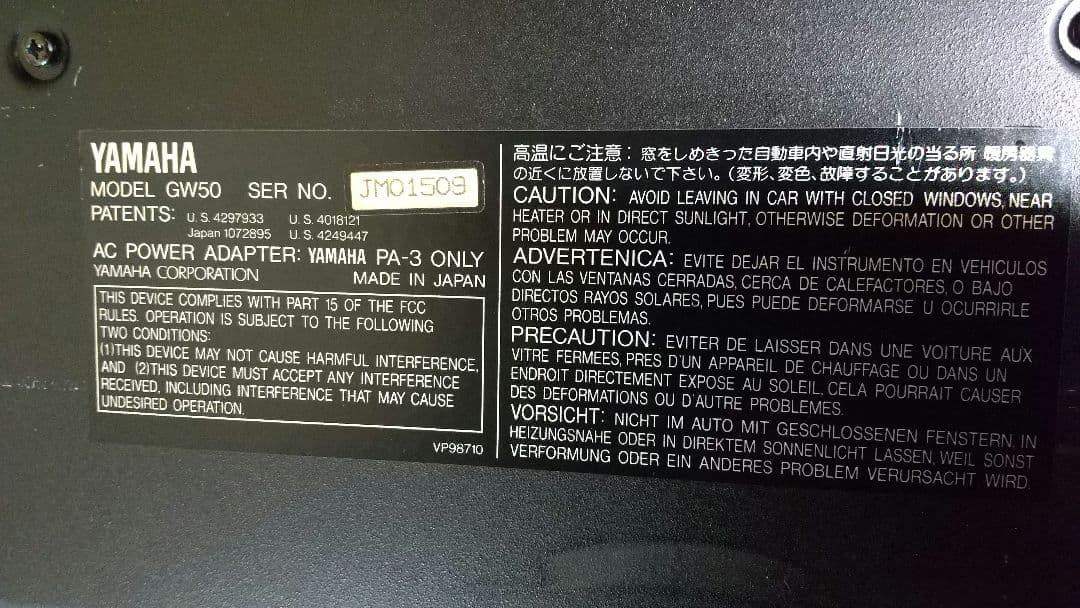 YAMAHA
MODEL GW50 SER NO. JM01509
PATENTS: U.S. 4297933 U.S. 4018121
Japan 1072895 U.S. 4249447
AC POWER ADAPTER: YAMAHA PA-3 ONLY
YAMAHA CORPORATION MADE IN JAPAN
THIS DEVICE COMPLIES WITH PART 15 OF THE FCC
RULES. OPERATION IS SUBJECT TO THE FOLLOWING
TWO CONDITIONS:
(1)THIS DEVICE MAY NOT CAUSE HARMFUL INTERFERENCE,
AND (2)THIS DEVICE MUST ACCEPT ANY INTERFERENCE
RECEIVED, INCLUDING INTERFERENCE THAT MAY CAUSE
UNDESIRED OPERATION.
VP98710
高温にご注意：窓をしめきった自動車内や直射日光の当る所 暖房器具
の近くに放置しないで下さい。(変形、変色、故障することがあります。)
CAUTION: AVOID LEAVING IN CAR WITH CLOSED WINDOWS, NEAR
HEATER OR IN DIRECT SUNLIGHT, OTHERWISE DEFORMATION OR OTHER
PROBLEM MAY OCCUR.
ADVERTENICA: EVITE DEJAR EL INSTRUMENTO EN VEHICULOS
CON LAS VENTANAS CERRADAS, CERCA DE CALEFACTORES, O BAJO
DIRECTOS RAYOS SOLARES, PUES PUEDE DEFORMARSE U OCURRIRLE
OTROS PROBLEMAS.
PRECAUTION: EVITER DE LAISSER DANS UNE VOITURE AUX
VITRE FERMEES, PRES D'UN APPAREIL DE CHAUFFAGE OU DANS UN
ENDROIT DIRECTEMENT EXPOSE AU SOLEIL, CELA POURRAIT CAUSER
DES DEFORMATIONS OU D'AUTRE PROBLEMES.
VORSICHT: NICHT IM AUTO MIT GESCHLOSSENEN FENSTERN, IN
HEIZUNGSNAHE ODER IN DIREKTEM SONNENLICHT LASSEN, WEIL SONST
VERFORMUNG ODER EIN ANDERES PROBLEM VERURSACHT WIRD.